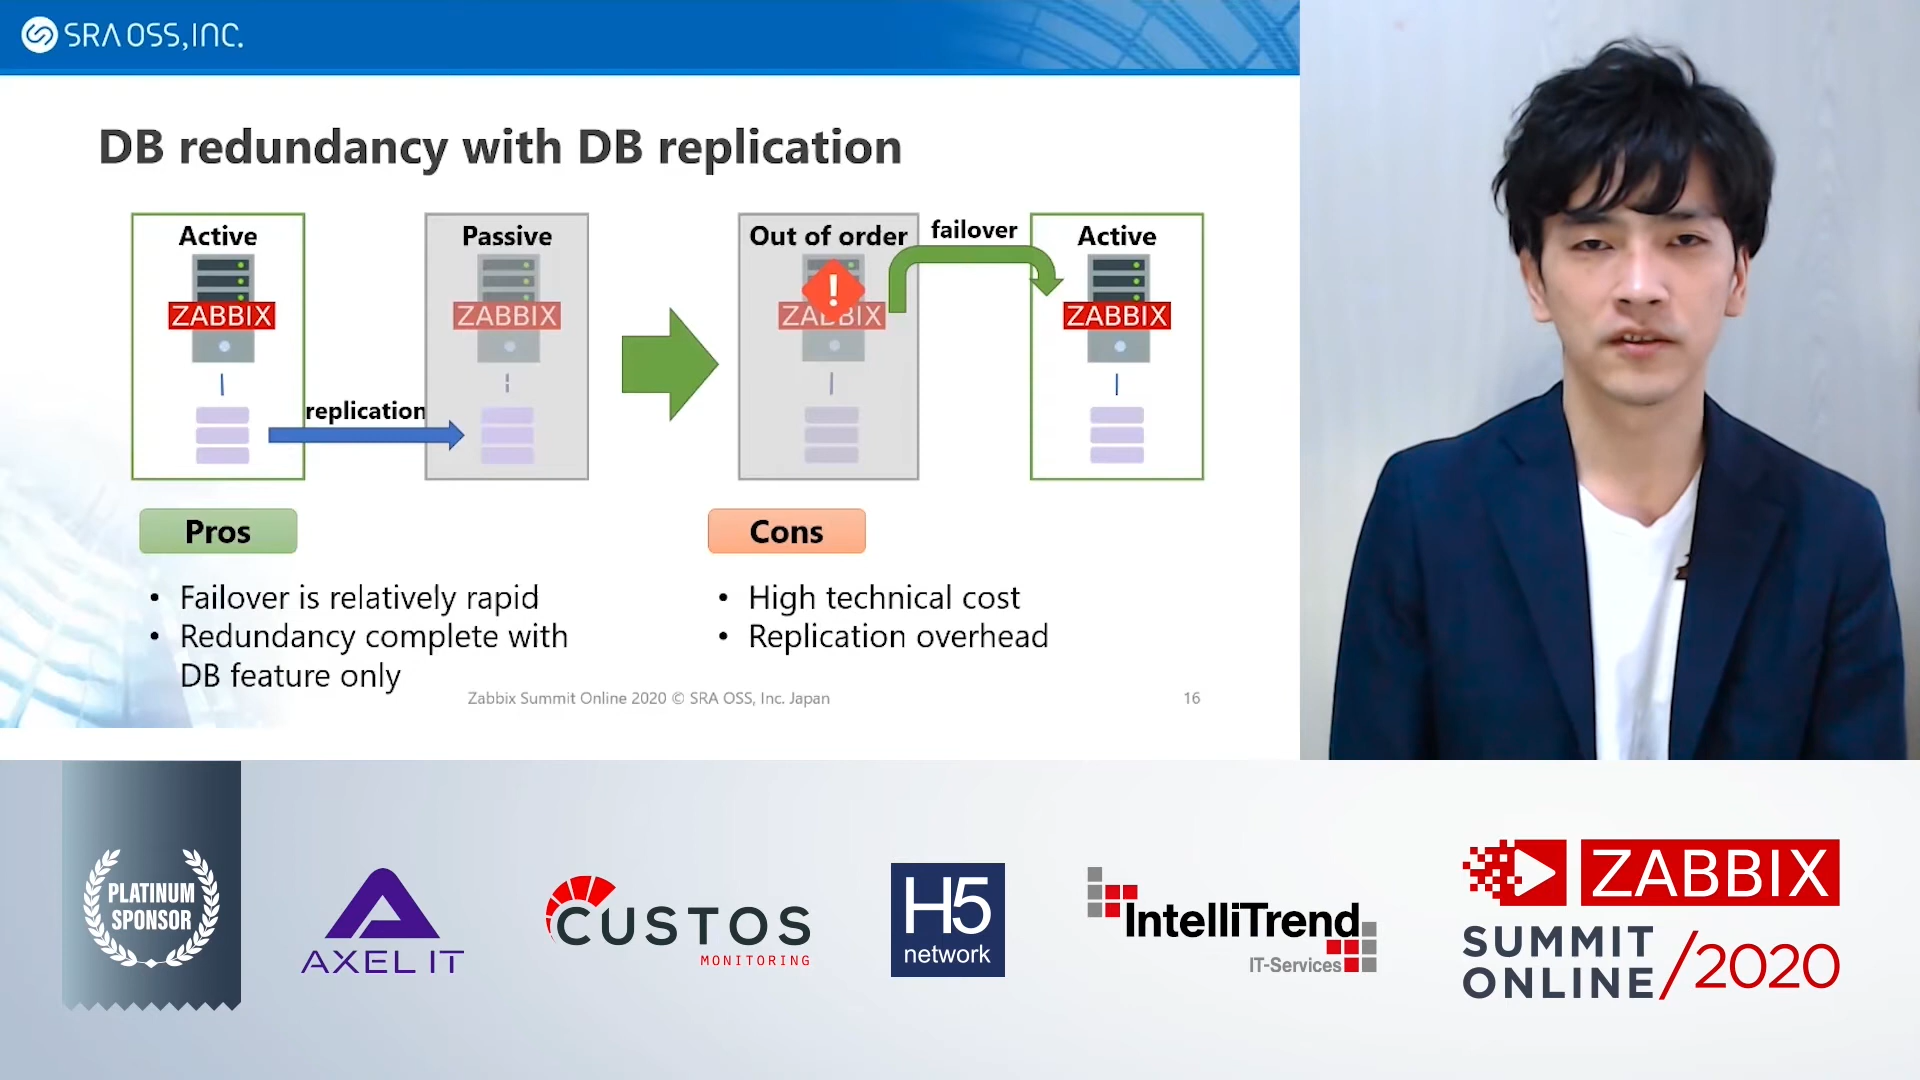 SRA OSS, INC.
DB redundancy with DB replication
Active
ZABBIX
replication
Passive
ZABBIX
Out of order
ZABBIX
failover
Active
ZABBIX
Pros
• Failover is relatively rapid
• Redundancy complete with
DB feature only
Cons
• High technical cost
• Replication overhead
Zabbix Summit Online 2020 © SRA OSS, Inc. Japan
16
PLATINUM
SPONSOR
AXEL IT
CUSTOS
MONITORING
H5
network
IntelliTrend
IT-Services
ZABBIX
SUMMIT
ONLINE /2020